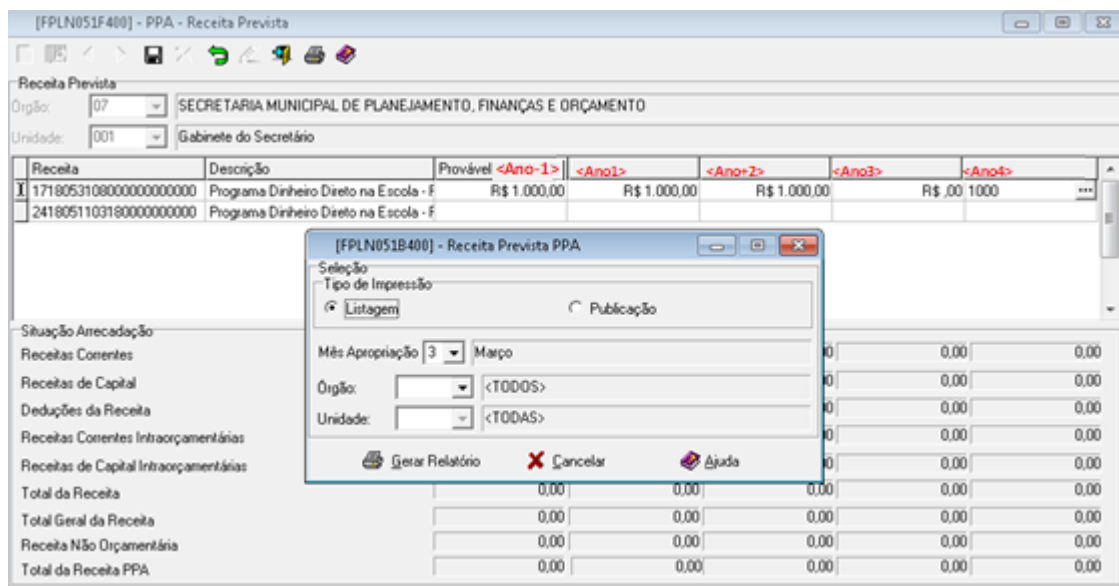 [FPLN051F400] - PPA - Receita Prevista
Receita Prevista
Órgão: 07 SECRETARIA MUNICIPAL DE PLANEJAMENTO, FINANÇAS E ORÇAMENTO
Unidade: 001 Gabinete do Secretário
Receita Descrição Provável <Ano-1> <Ano1> <Ano+2> <Ano3> <Ano4>
I 17180531080000000000 Programa Dinheiro Direto na Escola - F R$ 1.000,00 R$ 1.000,00 R$ 1.000,00 R$ ,00 1000 ...
24180511031800000000 Programa Dinheiro Direto na Escola - F
[FPLN051B400] - Receita Prevista PPA
Seleção
Tipo de Impressão
Listagem Publicação
Mês Apropriação 3 Março
Órgão: <TODOS>
Unidade: <TODAS>
Gerar Relatório Cancelar Ajuda
Situação Arrecadação
Receitas Correntes 0 0,00 0,00
Receitas de Capital 0 0,00 0,00
Deduções da Receita 0 0,00 0,00
Receitas Correntes Intraorçamentárias 0 0,00 0,00
Receitas de Capital Intraorçamentárias 0 0,00 0,00
Total da Receita 0,00 0,00 0,00 0,00 0,00
Total Geral da Receita 0,00 0,00 0,00 0,00 0,00
Receita Não Orçamentária 0,00 0,00 0,00 0,00 0,00
Total da Receita PPA 0,00 0,00 0,00 0,00 0,00